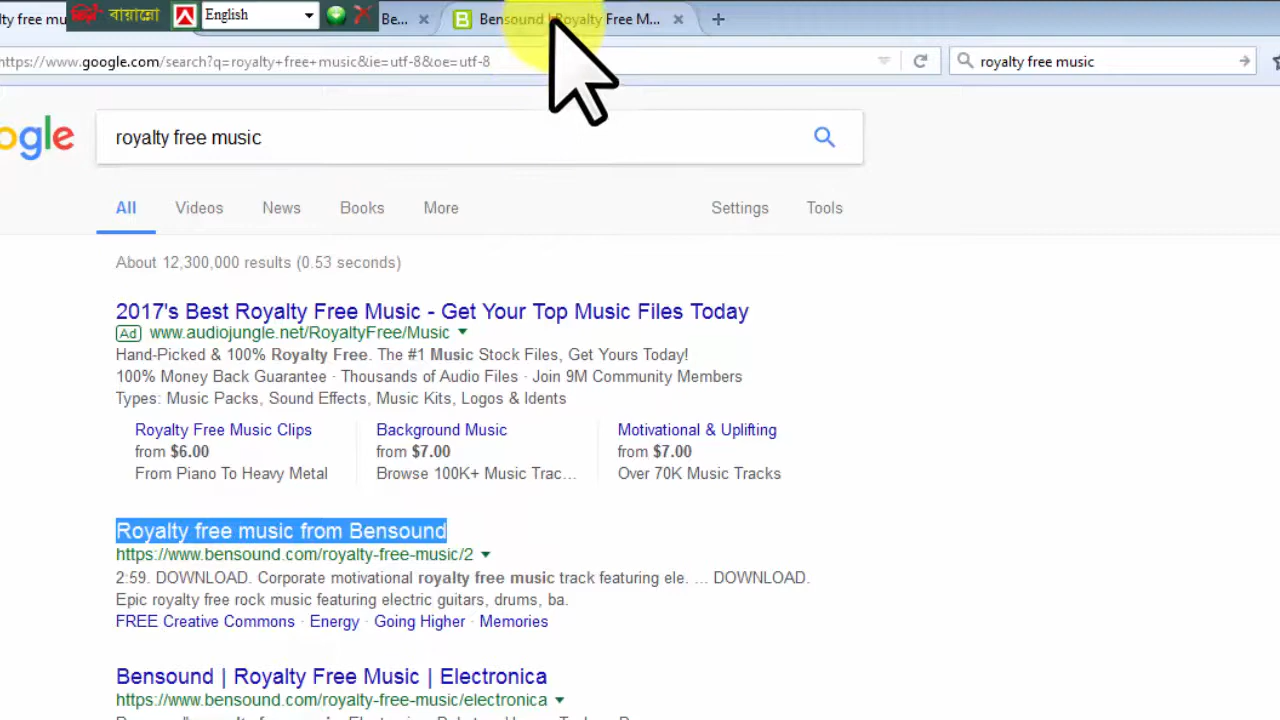 ty free mu
বায়ান্নো
English
Be...
Bensound | Royalty Free M...
https://www.google.com/search?q=royalty+free+music&ie=utf-8&oe=utf-8
royalty free music
ogle
royalty free music
All
Videos
News
Books
More
Settings
Tools
About 12,300,000 results (0.53 seconds)
2017's Best Royalty Free Music - Get Your Top Music Files Today
Ad www.audiojungle.net/RoyaltyFree/Music
Hand-Picked & 100% Royalty Free. The #1 Music Stock Files, Get Yours Today!
100% Money Back Guarantee · Thousands of Audio Files · Join 9M Community Members
Types: Music Packs, Sound Effects, Music Kits, Logos & Idents
Royalty Free Music Clips
from $6.00
From Piano To Heavy Metal
Background Music
from $7.00
Browse 100K+ Music Trac...
Motivational & Uplifting
from $7.00
Over 70K Music Tracks
Royalty free music from Bensound
https://www.bensound.com/royalty-free-music/2
2:59. DOWNLOAD. Corporate motivational royalty free music track featuring ele. ... DOWNLOAD.
Epic royalty free rock music featuring electric guitars, drums, ba.
FREE Creative Commons · Energy · Going Higher · Memories
Bensound | Royalty Free Music | Electronica
https://www.bensound.com/royalty-free-music/electronica